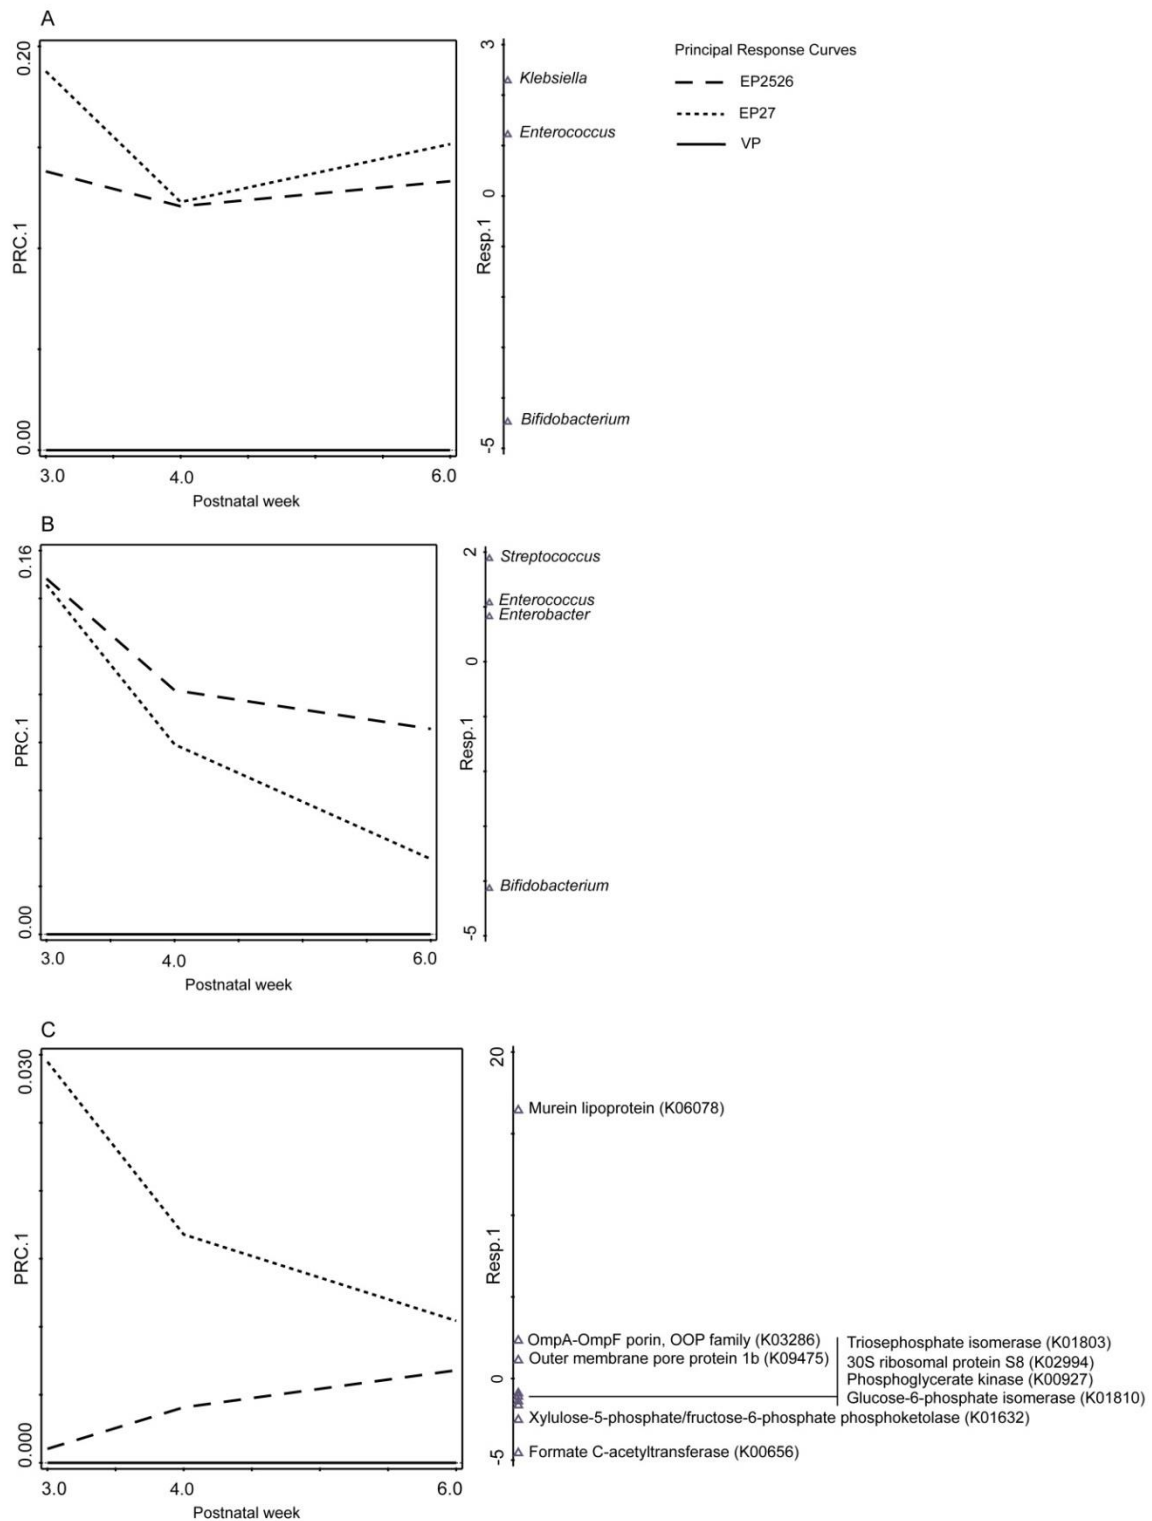 A
0.20
PRC.1
0.00
3.0
4.0
6.0
Postnatal week
3
0
Resp.1
-5
Klebsiella
Enterococcus
Bifidobacterium
Principal Response Curves
EP2526
EP27
VP
B
0.16
PRC.1
0.00
3.0
4.0
6.0
Postnatal week
2
0
Resp.1
-5
Streptococcus
Enterococcus
Enterobacter
Bifidobacterium
C
0.030
PRC.1
0.000
3.0
4.0
6.0
Postnatal week
20
Resp.1
0
-5
Murein lipoprotein (K06078)
OmpA-OmpF porin, OOP family (K03286)
Outer membrane pore protein 1b (K09475)
Triosephosphate isomerase (K01803)
30S ribosomal protein S8 (K02994)
Phosphoglycerate kinase (K00927)
Glucose-6-phosphate isomerase (K01810)
Xylulose-5-phosphate/fructose-6-phosphate phosphoketolase (K01632)
Formate C-acetyltransferase (K00656)